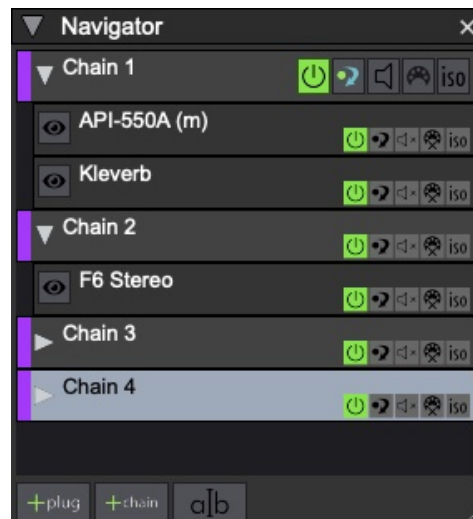 Navigator
Chain 1 iso
API-550A (m)
iso
Kleverb
iso
Chain 2
iso
F6 Stereo
iso
Chain 3
iso
Chain 4
iso
+plug +chain a]b